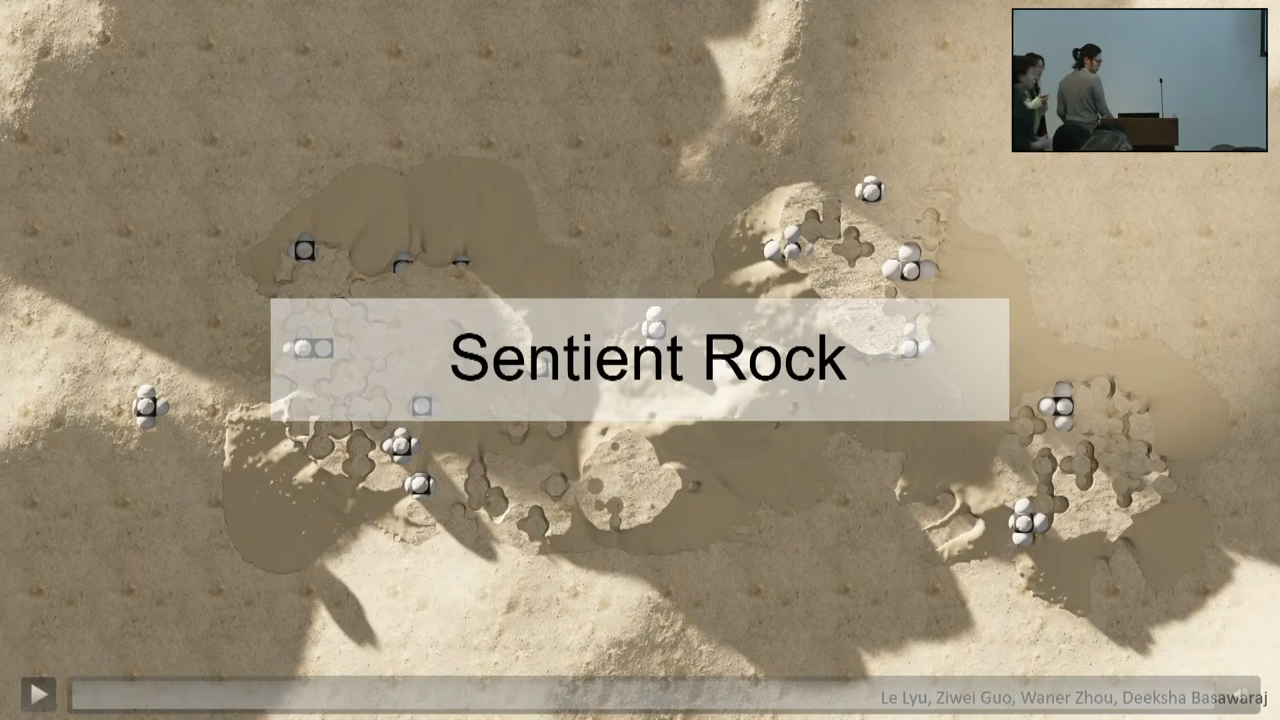 Sentient Rock
Le Lyu, Ziwei Guo, Waner Zhou, Deeksha Basawaraj